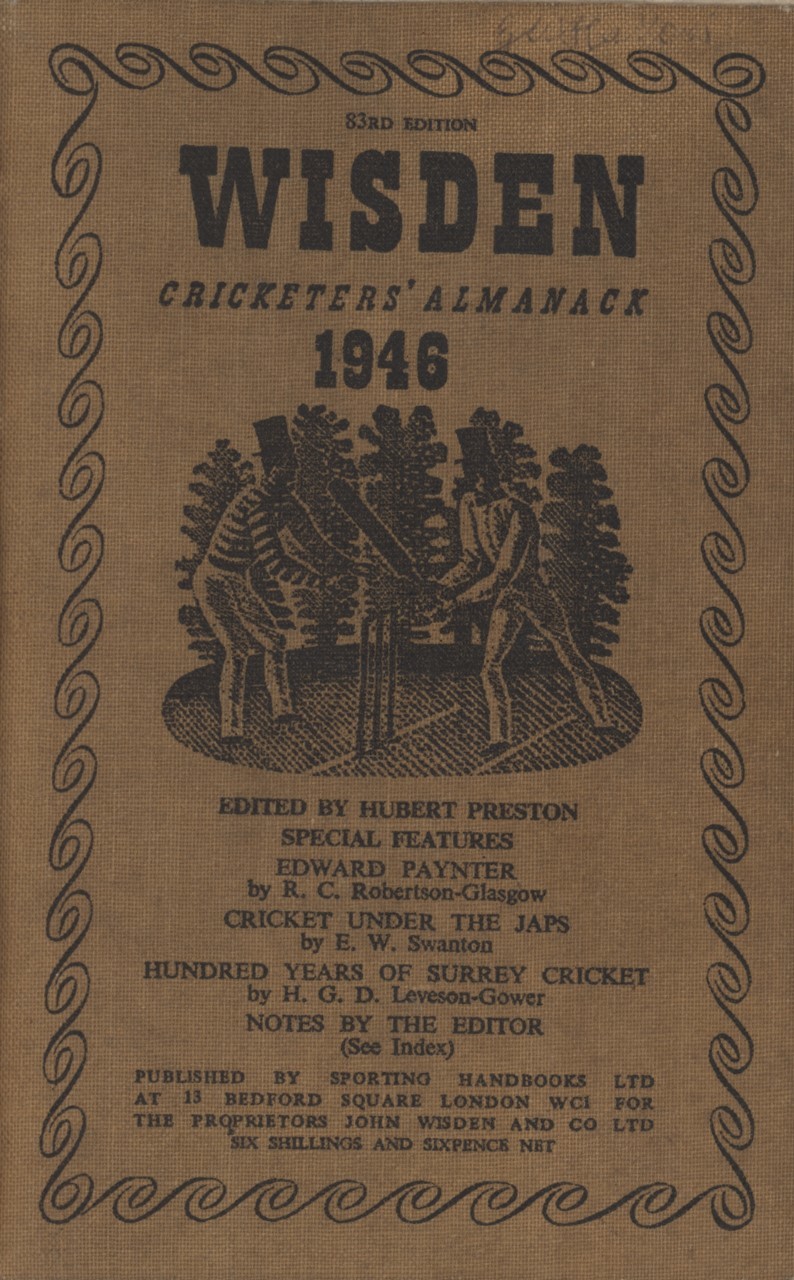 83RD EDITION
WISDEN
CRICKETERS' ALMANACK
1946
EDITED BY HUBERT PRESTON
SPECIAL FEATURES
EDWARD PAYNTER
by R. C. Robertson-Glasgow
CRICKET UNDER THE JAPS
by E. W. Swanton
HUNDRED YEARS OF SURREY CRICKET
by H. G. D. Leveson-Gower
NOTES BY THE EDITOR
(See Index)
PUBLISHED BY SPORTING HANDBOOKS LTD
AT 13 BEDFORD SQUARE LONDON WC1 FOR
THE PROPRIETORS JOHN WISDEN AND CO LTD
SIX SHILLINGS AND SIXPENCE NET